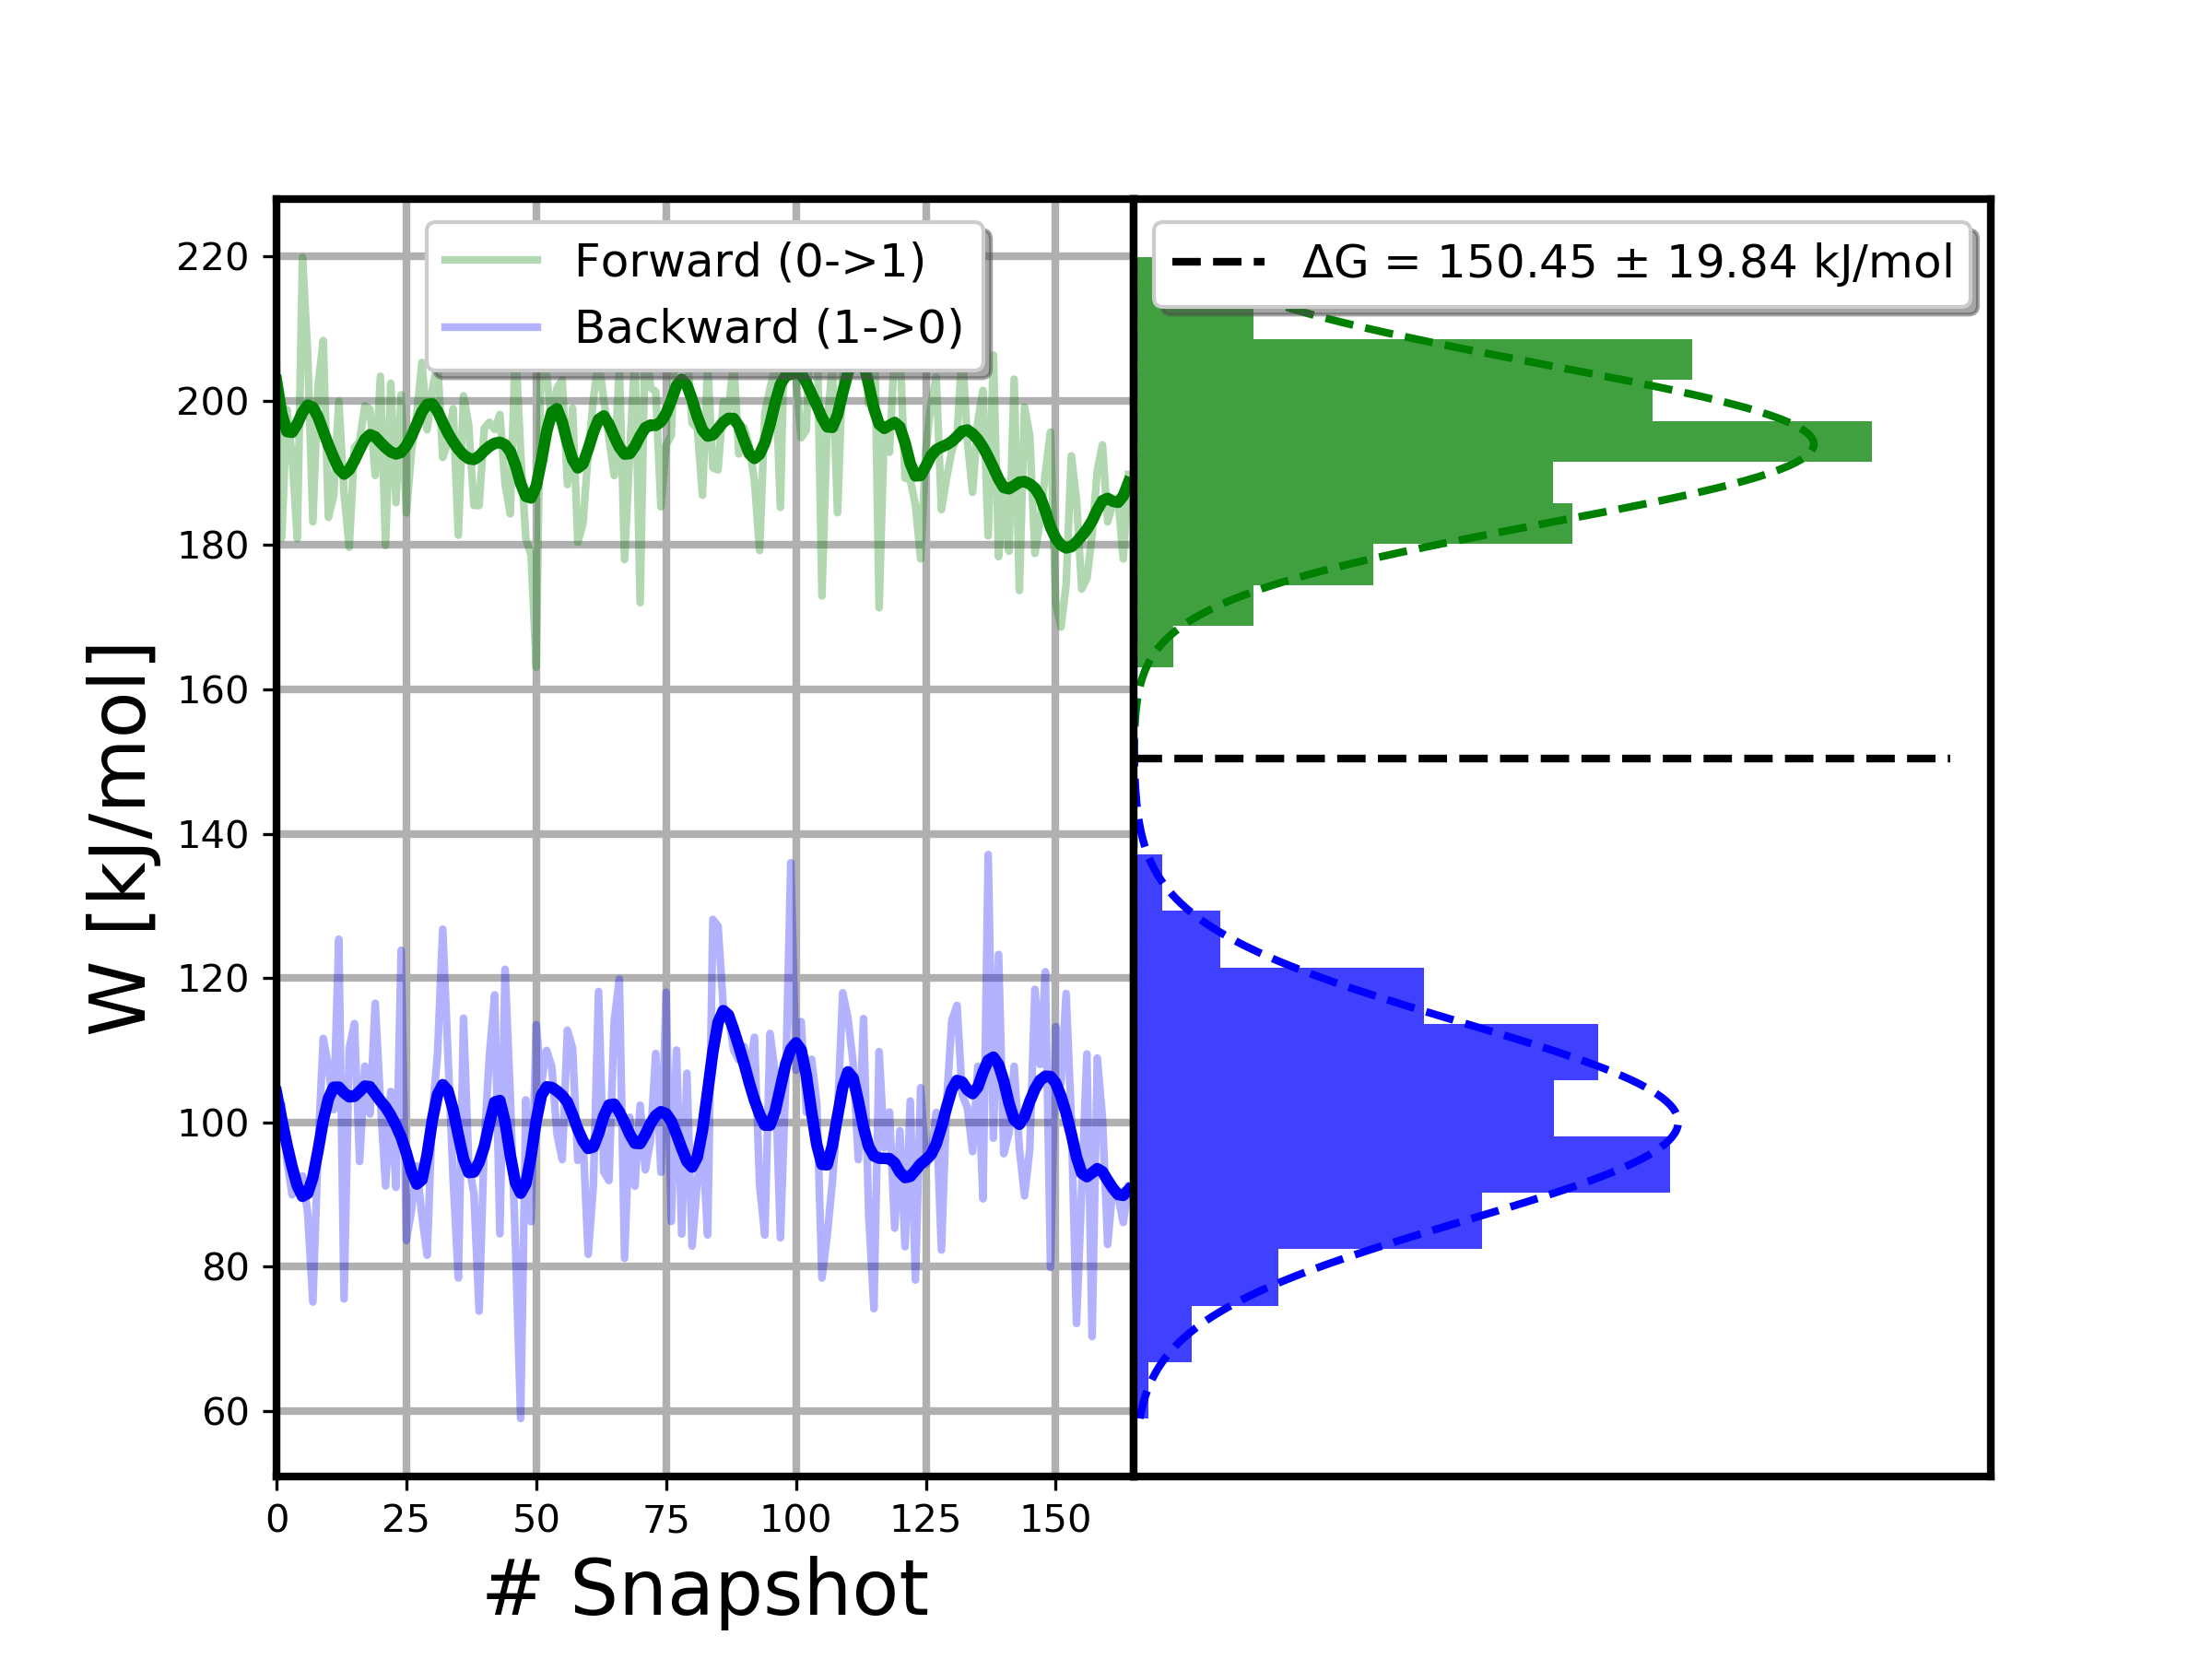 Forward (0->1)
Backward (1->0)
ΔG = 150.45 ± 19.84 kJ/mol
W [kJ/mol]
220
200
180
160
140
120
100
80
60
0 25 50 75 100 125 150
# Snapshot